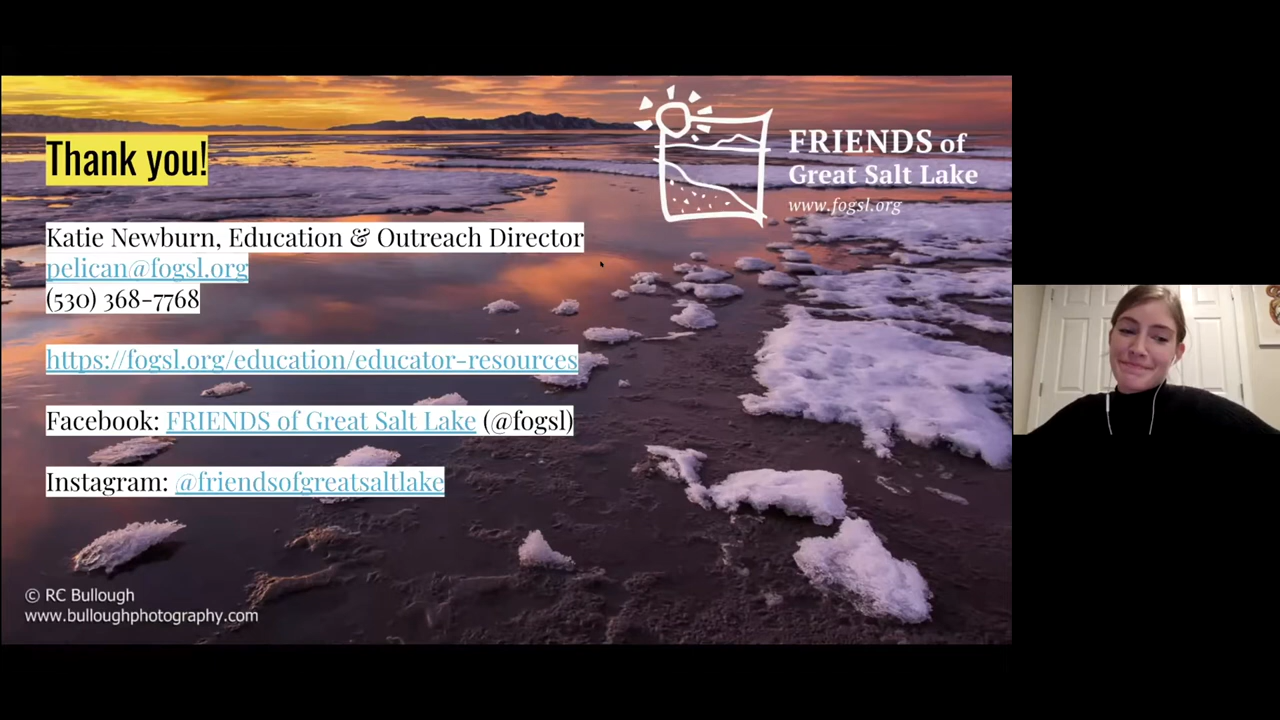 Thank you!
FRIENDS of
Great Salt Lake
www.fogsl.org
Katie Newburn, Education & Outreach Director
pelican@fogsl.org
(530) 368-7768
https://fogsl.org/education/educator-resources
Facebook: FRIENDS of Great Salt Lake (@fogsl)
Instagram: @friendsofgreatsaltlake
© RC Bullough
www.bulloughphotography.com